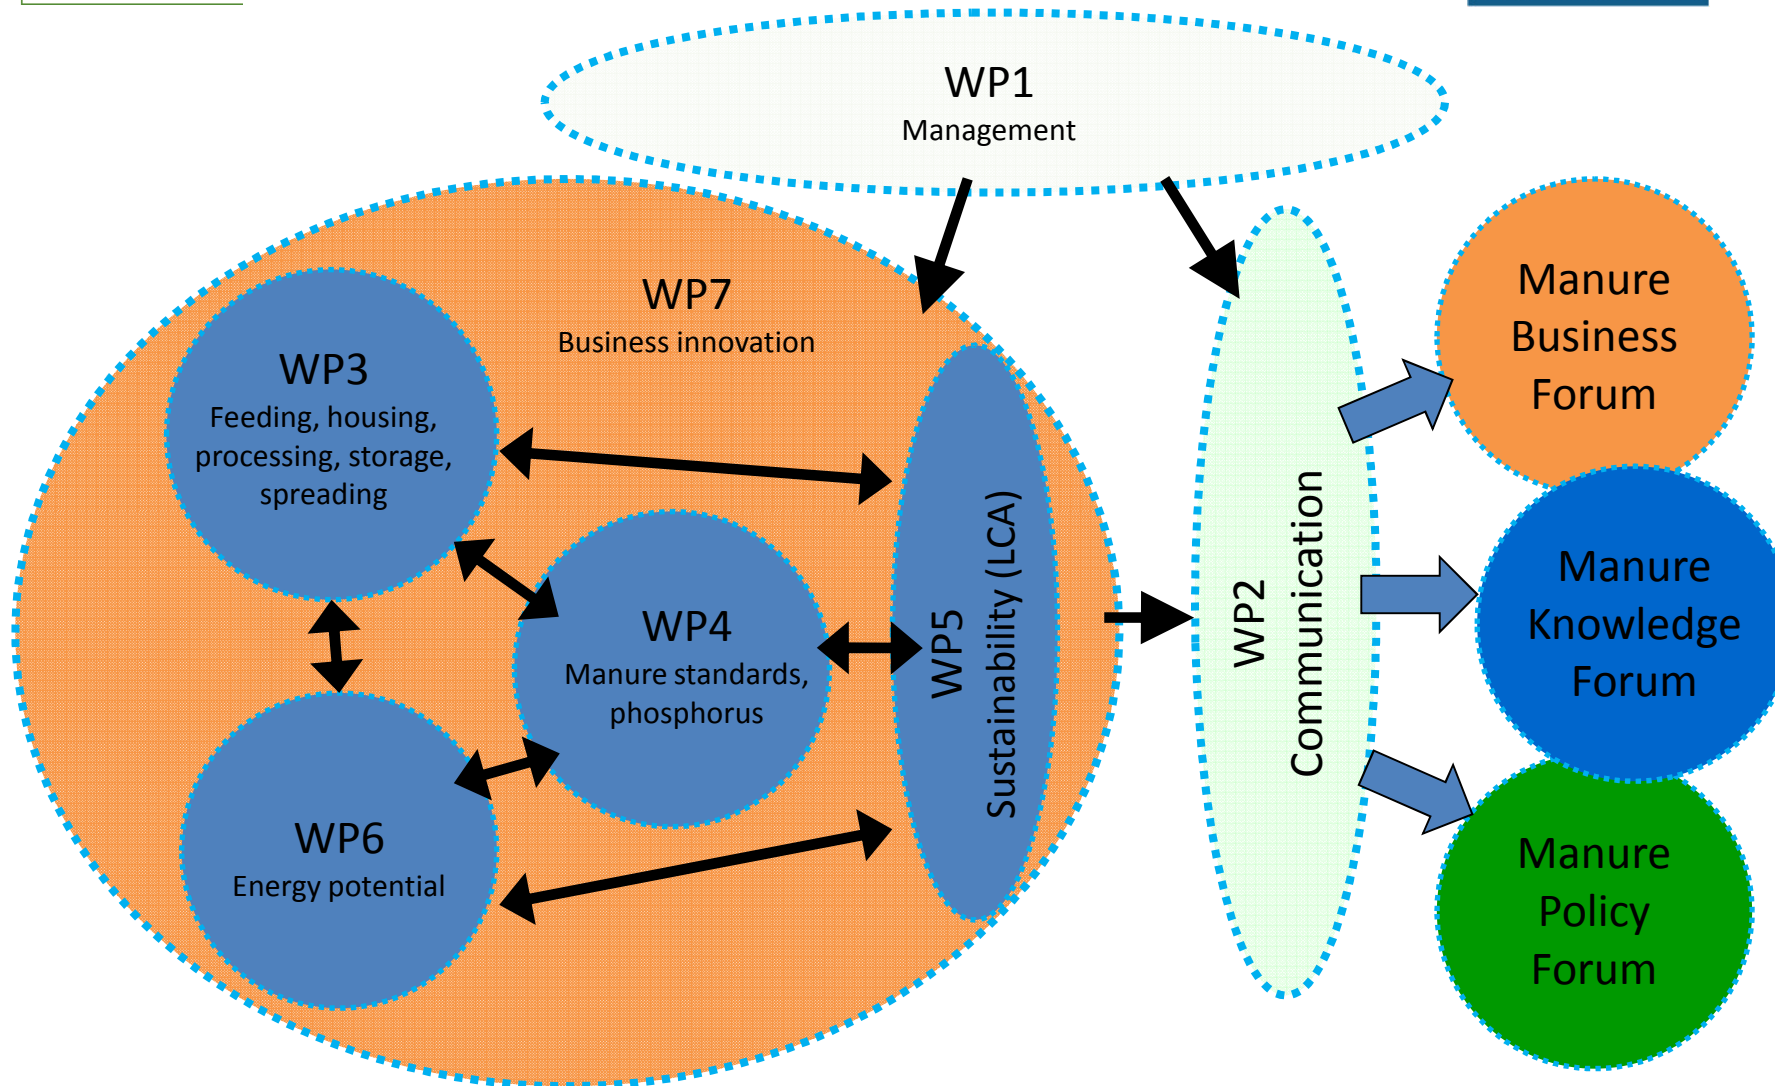 WP1
Management
WP7
Business innovation
WP3
Feeding, housing,
processing, storage,
spreading
WP4
Manure standards,
phosphorus
WP6
Energy potential
WP5
Sustainability (LCA)
WP2
Communication
Manure
Business
Forum
Manure
Knowledge
Forum
Manure
Policy
Forum